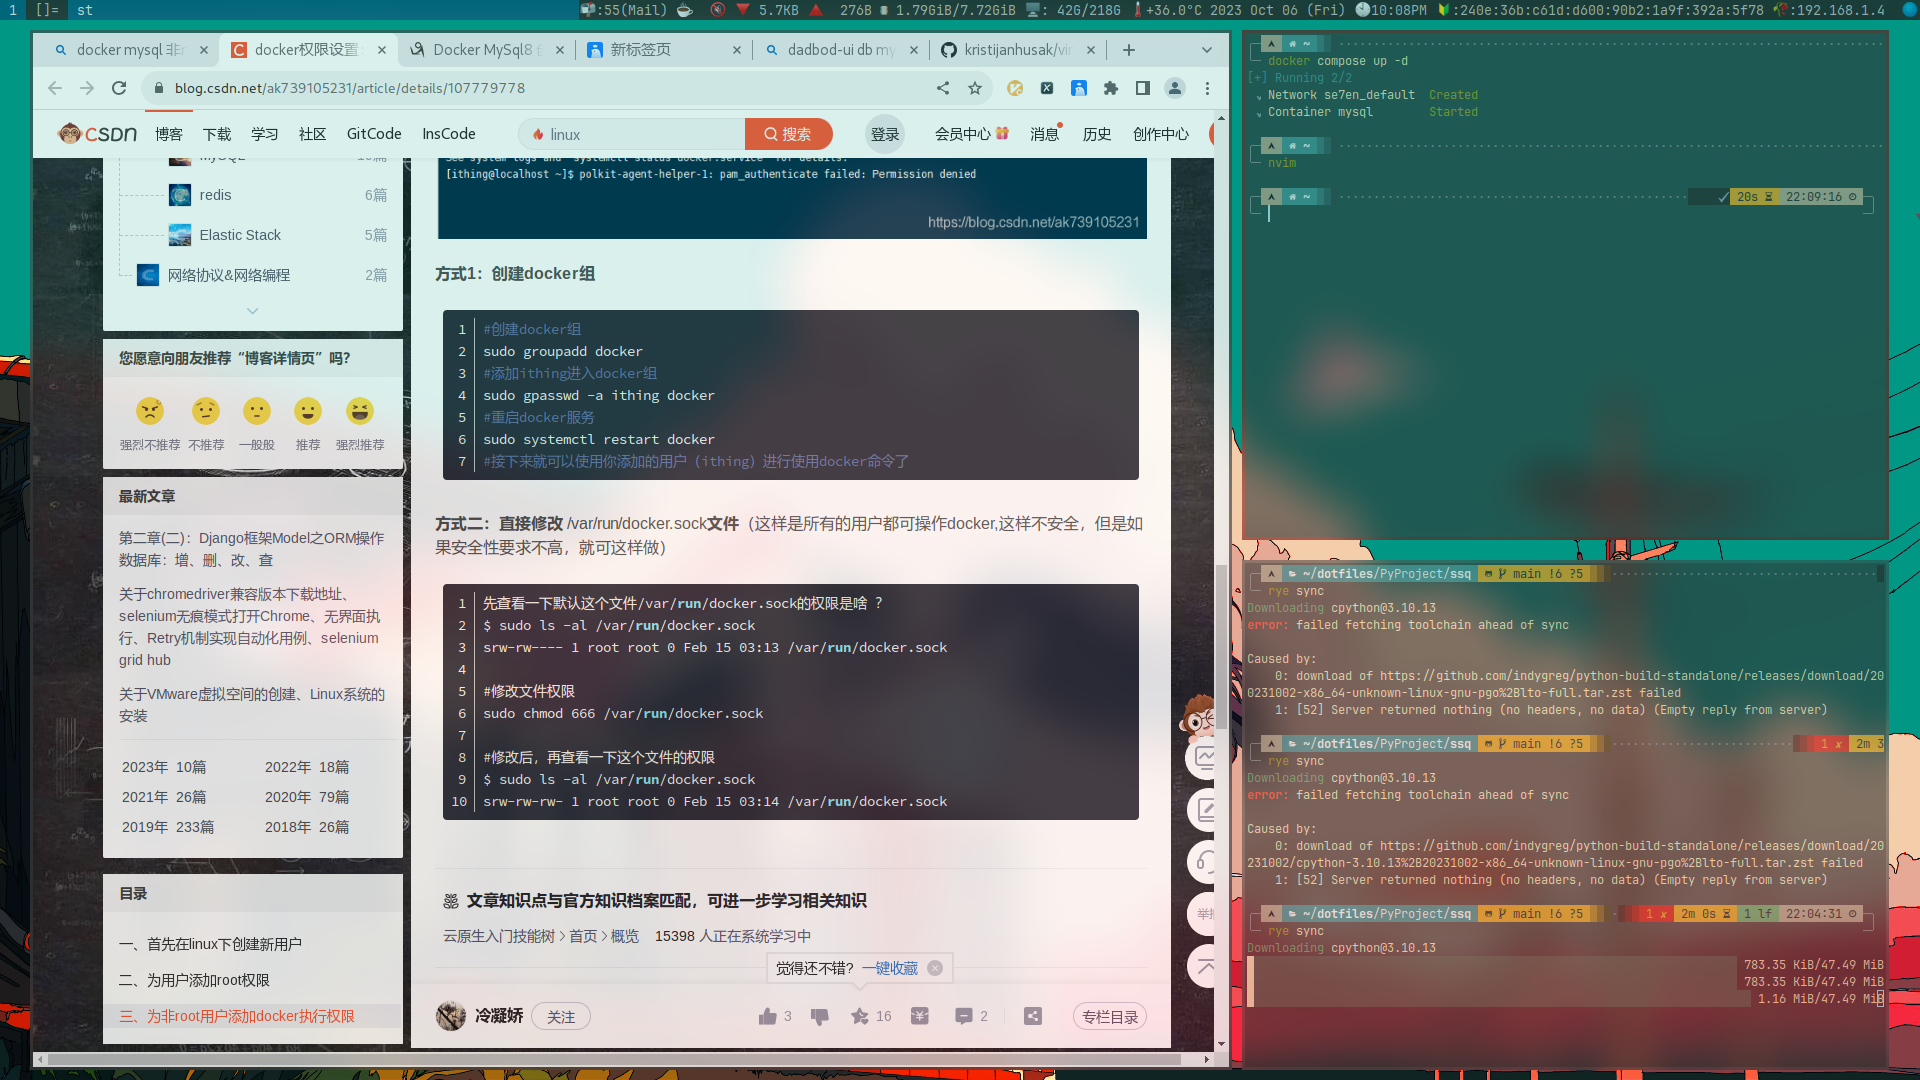 1 []= st
:55(Mail) 5.7KB 276B 1.79GiB/7.72GiB : 42G/218G +36.0°C 2023 Oct 06 (Fri) 10:08PM :240e:36b:c61d:d600:90b2:1a9f:392a:5f78 :192.168.1.4
docker mysql 非 docker权限设置 Docker MySql8 新标签页 dadbod-ui db my kristijanhusak/vi
blog.csdn.net/ak739105231/article/details/107779778
CSDN 博客 下载 学习 社区 GitCode InsCode linux 搜索 登录 会员中心 消息 历史 创作中心
redis 6篇
Elastic Stack 5篇
网络协议&网络编程 2篇
您愿意向朋友推荐“博客详情页”吗?
强烈不推荐 不推荐 一般般 推荐 强烈推荐
最新文章
第二章(二)：Django框架Model之ORM操作
数据库：增、删、改、查
关于chromedriver兼容版本下载地址、
selenium无痕模式打开Chrome、无界面执
行、Retry机制实现自动化用例、selenium
grid hub
关于VMware虚拟空间的创建、Linux系统的
安装
2023年 10篇 2022年 18篇
2021年 26篇 2020年 79篇
2019年 233篇 2018年 26篇
目录
一、首先在linux下创建新用户
二、为用户添加root权限
三、为非root用户添加docker执行权限
See system logs and 'systemctl status docker.service' for details.
[ithing@localhost ~]$ polkit-agent-helper-1: pam_authenticate failed: Permission denied
https://blog.csdn.net/ak739105231
方式1：创建docker组
1 #创建docker组
2 sudo groupadd docker
3 #添加ithing进入docker组
4 sudo gpasswd -a ithing docker
5 #重启docker服务
6 sudo systemctl restart docker
7 #接下来就可以使用你添加的用户（ithing）进行使用docker命令了
方式二：直接修改 /var/run/docker.sock文件（这样是所有的用户都可操作docker,这样不安全，但是如
果安全性要求不高，就可这样做）
1 先查看一下默认这个文件/var/run/docker.sock的权限是啥 ？
2 $ sudo ls -al /var/run/docker.sock
3 srw-rw---- 1 root root 0 Feb 15 03:13 /var/run/docker.sock
4
5 #修改文件权限
6 sudo chmod 666 /var/run/docker.sock
7
8 #修改后，再查看一下这个文件的权限
9 $ sudo ls -al /var/run/docker.sock
10 srw-rw-rw- 1 root root 0 Feb 15 03:14 /var/run/docker.sock
文章知识点与官方知识档案匹配，可进一步学习相关知识
云原生入门技能树 首页 概览 15398 人正在系统学习中
觉得还不错? 一键收藏
冷凝娇 关注 3 16 2 专栏目录
~
docker compose up -d
[+] Running 2/2
Network se7en_default Created
Container mysql Started
~
nvim
~ ✓ 20s 22:09:16
~/dotfiles/PyProject/ssq main !6 ?5
rye sync
Downloading cpython@3.10.13
error: failed fetching toolchain ahead of sync
Caused by:
0: download of https://github.com/indygreg/python-build-standalone/releases/download/20
0231002-x86_64-unknown-linux-gnu-pgo%2Blto-full.tar.zst failed
1: [52] Server returned nothing (no headers, no data) (Empty reply from server)
~/dotfiles/PyProject/ssq main !6 ?5 1 ✘ 2m 3
rye sync
Downloading cpython@3.10.13
error: failed fetching toolchain ahead of sync
Caused by:
0: download of https://github.com/indygreg/python-build-standalone/releases/download/20
231002/cpython-3.10.13%2B20231002-x86_64-unknown-linux-gnu-pgo%2Blto-full.tar.zst failed
1: [52] Server returned nothing (no headers, no data) (Empty reply from server)
~/dotfiles/PyProject/ssq main !6 ?5 1 ✘ 2m 0s 1 lf 22:04:31
rye sync
Downloading cpython@3.10.13
783.35 KiB/47.49 MiB
783.35 KiB/47.49 MiB
1.16 MiB/47.49 MiB